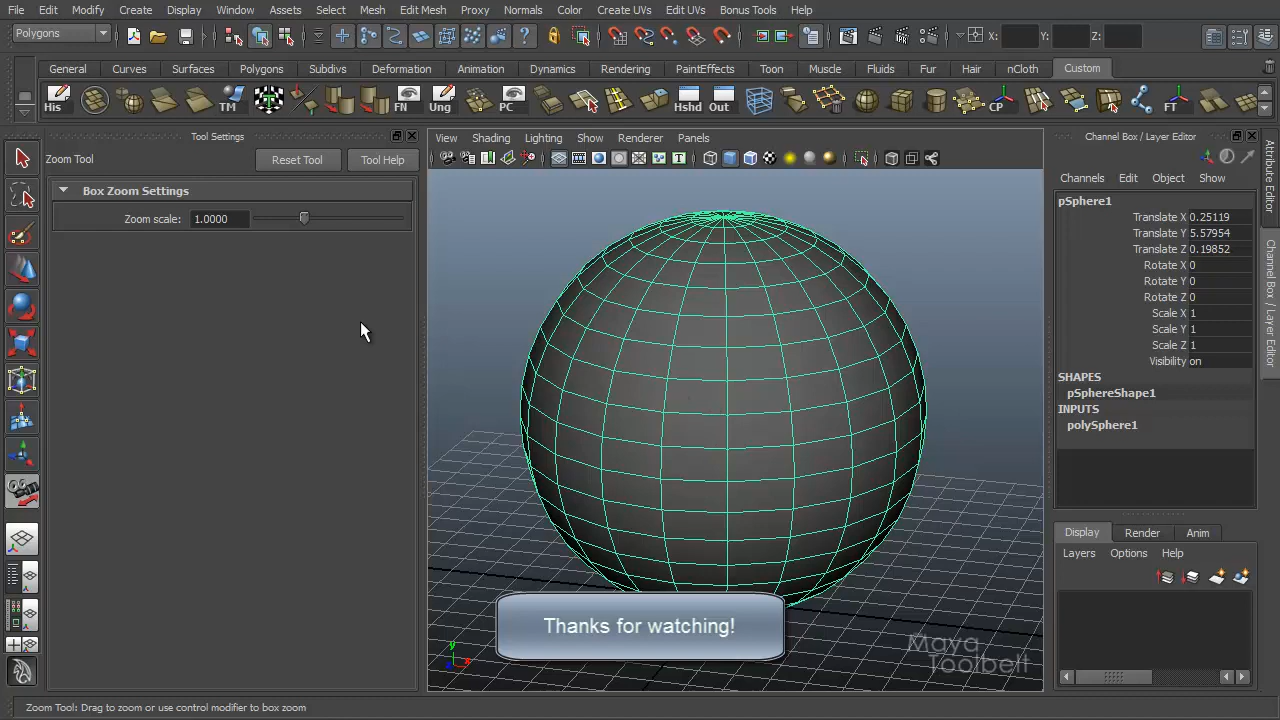 File Edit Modify Create Display Window Assets Select Mesh Edit Mesh Proxy Normals Color Create UVs Edit UVs Bonus Tools Help
Polygons X: Y: Z:
General Curves Surfaces Polygons Subdivs Deformation Animation Dynamics Rendering PaintEffects Toon Muscle Fluids Fur Hair nCloth Custom
His TM FN Ung PC Hshd Out CP FT
Tool Settings
Zoom Tool Reset Tool Tool Help
Box Zoom Settings
Zoom scale: 1.0000
View Shading Lighting Show Renderer Panels
Channel Box / Layer Editor
Channels Edit Object Show
pSphere1
Translate X 0.25119
Translate Y 5.57954
Translate Z 0.19852
Rotate X 0
Rotate Y 0
Rotate Z 0
Scale X 1
Scale Y 1
Scale Z 1
Visibility on
SHAPES
pSphereShape1
INPUTS
polySphere1
Attribute Editor
Channel Box / Layer Editor
Display Render Anim
Layers Options Help
Thanks for watching!
Maya
Toolbelt
y
x
Zoom Tool: Drag to zoom or use control modifier to box zoom